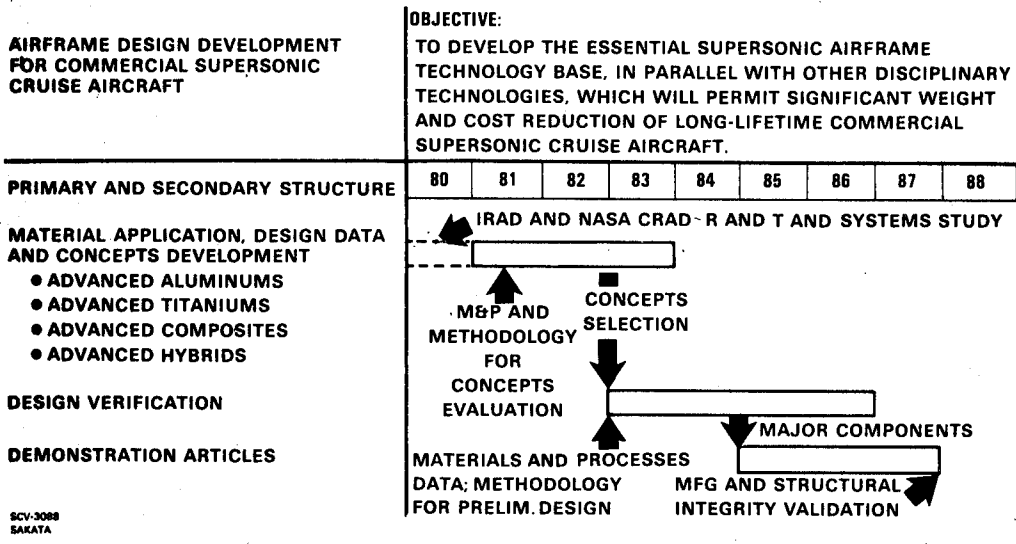 AIRFRAME DESIGN DEVELOPMENT
FOR COMMERCIAL SUPERSONIC
CRUISE AIRCRAFT
OBJECTIVE:
TO DEVELOP THE ESSENTIAL SUPERSONIC AIRFRAME
TECHNOLOGY BASE, IN PARALLEL WITH OTHER DISCIPLINARY
TECHNOLOGIES, WHICH WILL PERMIT SIGNIFICANT WEIGHT
AND COST REDUCTION OF LONG-LIFETIME COMMERCIAL
SUPERSONIC CRUISE AIRCRAFT.
PRIMARY AND SECONDARY STRUCTURE
80 81 82 83 84 85 86 87 88
IRAD AND NASA CRAD-R AND T AND SYSTEMS STUDY
MATERIAL APPLICATION, DESIGN DATA
AND CONCEPTS DEVELOPMENT
● ADVANCED ALUMINUMS
● ADVANCED TITANIUMS
● ADVANCED COMPOSITES
● ADVANCED HYBRIDS
M&P AND
METHODOLOGY
FOR
CONCEPTS
EVALUATION
CONCEPTS
SELECTION
DESIGN VERIFICATION
MAJOR COMPONENTS
DEMONSTRATION ARTICLES
MATERIALS AND PROCESSES
DATA; METHODOLOGY
FOR PRELIM. DESIGN
MFG AND STRUCTURAL
INTEGRITY VALIDATION
SCV-3088
SAKATA